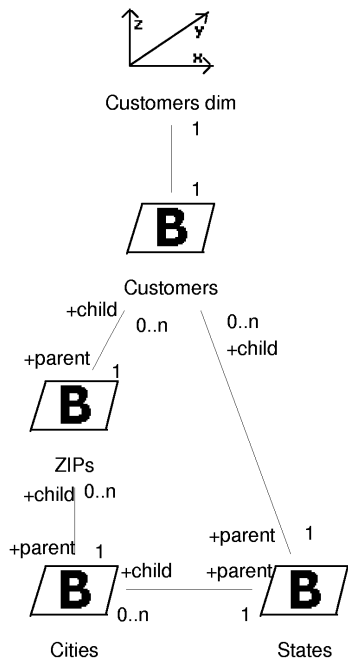 z
y
x
Customers dim
1
1
B
Customers
+child
0..n
0..n
+child
+parent
1
B
ZIPs
+child 0..n
+parent
1
+parent
1
B
+child
+parent
B
0..n
1
Cities
States